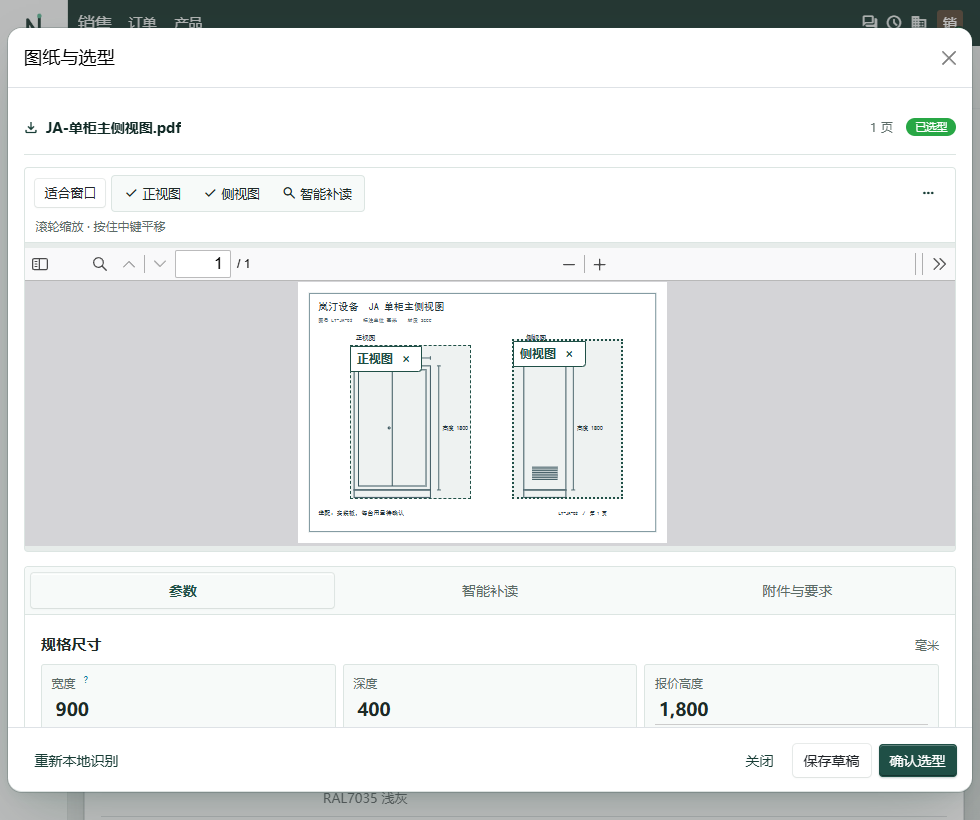 销售 订单 产品 销
图纸与选型
JA-单柜主侧视图.pdf 1 页 已选型
适合窗口 正视图 侧视图 智能补读 ...
滚轮缩放 · 按住中键平移
1 / 1
岚汀设备 JA 单柜主侧视图
正视图 侧视图
正视图 × 侧视图 ×
高度 1800 高度 1800
参数 智能补读 附件与要求
规格尺寸 毫米
宽度 ? 深度 报价高度
900 400 1,800
重新本地识别 关闭 保存草稿 确认选型
RAL7035 浅灰